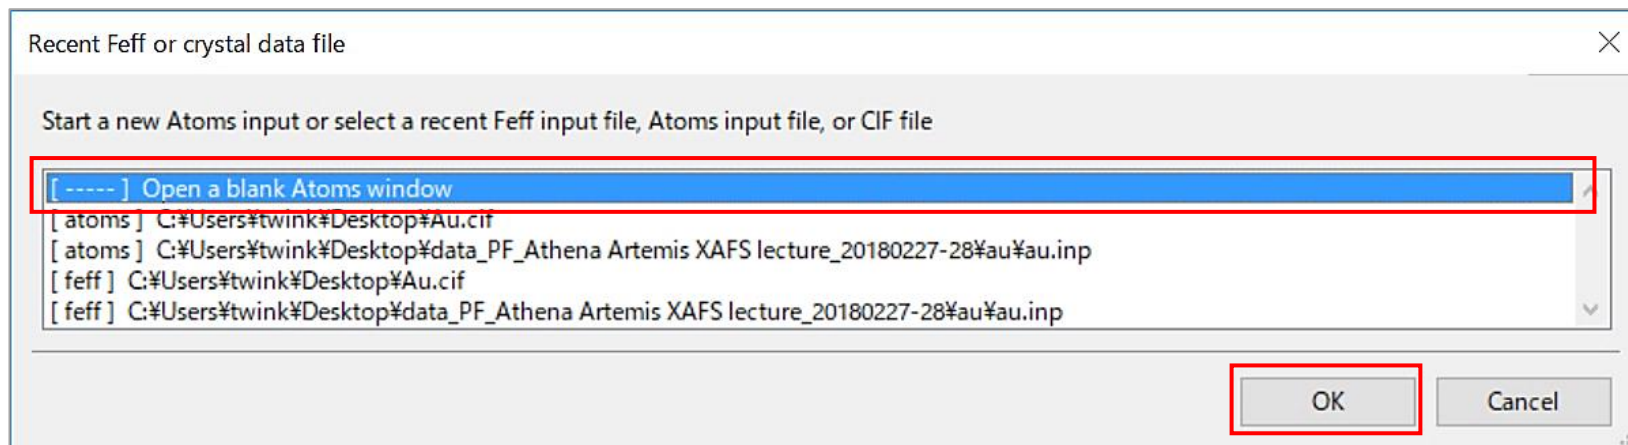 Recent Feff or crystal data file
Start a new Atoms input or select a recent Feff input file, Atoms input file, or CIF file
[ ----- ] Open a blank Atoms window
[ atoms ] C:¥Users¥twink¥Desktop¥Au.cif
[ atoms ] C:¥Users¥twink¥Desktop¥data_PF_Athena Artemis XAFS lecture_20180227-28¥au¥au.inp
[ feff ] C:¥Users¥twink¥Desktop¥Au.cif
[ feff ] C:¥Users¥twink¥Desktop¥data_PF_Athena Artemis XAFS lecture_20180227-28¥au¥au.inp
OK Cancel